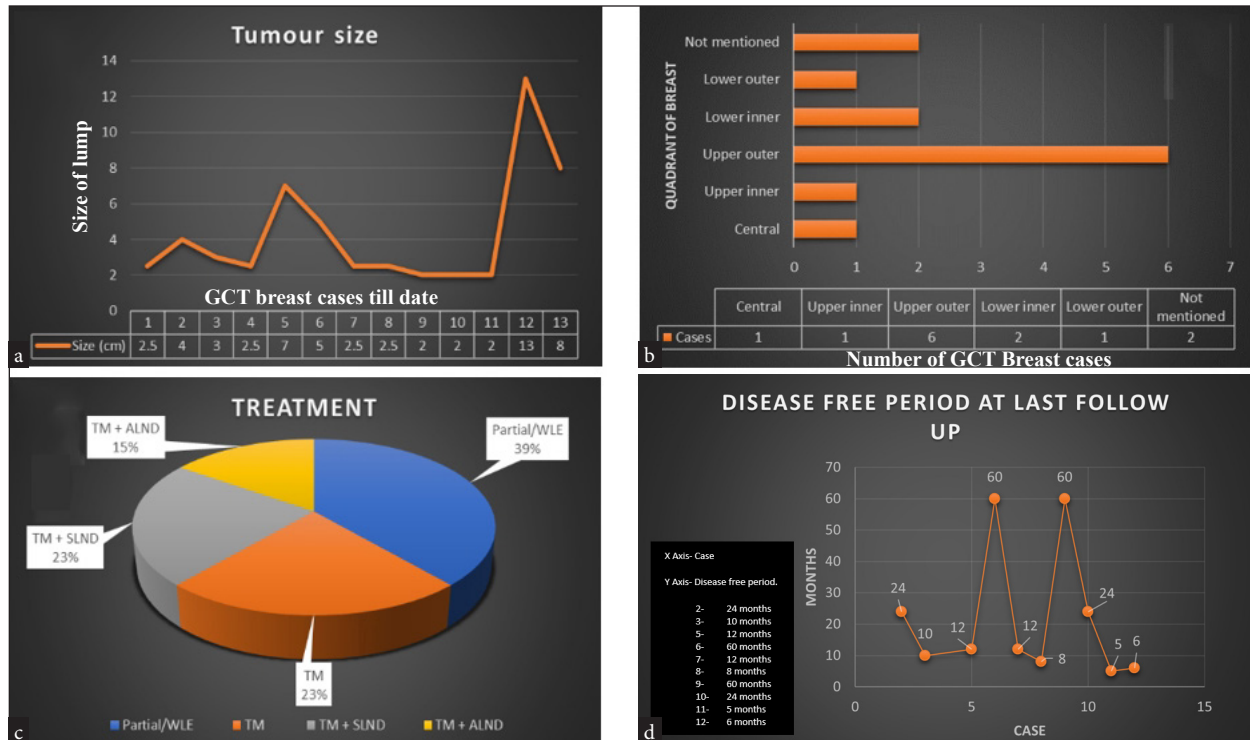 Tumour size
14
12
10
8
6
4
2
0
Size of lump
GCT breast cases till date
1 2 3 4 5 6 7 8 9 10 11 12 13
Size (cm) 2.5 4 3 2.5 7 5 2.5 2.5 2 2 2 13 8
a
QUADRANT OF BREAST
Not mentioned
Lower outer
Lower inner
Upper outer
Upper inner
Central
0 1 2 3 4 5 6 7
Central Upper inner Upper outer Lower inner Lower outer Not
mentioned
Cases 1 1 6 2 1 2
Number of GCT Breast cases
b
TREATMENT
TM + ALND
15%
Partial/WLE
39%
TM + SLND
23%
TM
23%
Partial/WLE TM TM + SLND TM + ALND
c
DISEASE FREE PERIOD AT LAST FOLLOW
UP
X Axis- Case
Y Axis- Disease free period.
2- 24 months
3- 10 months
5- 12 months
6- 60 months
7- 12 months
8- 8 months
9- 60 months
10- 24 months
11- 5 months
12- 6 months
MONTHS
70
60
50
40
30
20
10
0
24
10
12
60
12
8
60
24
5
6
0 5 10 15
CASE
d